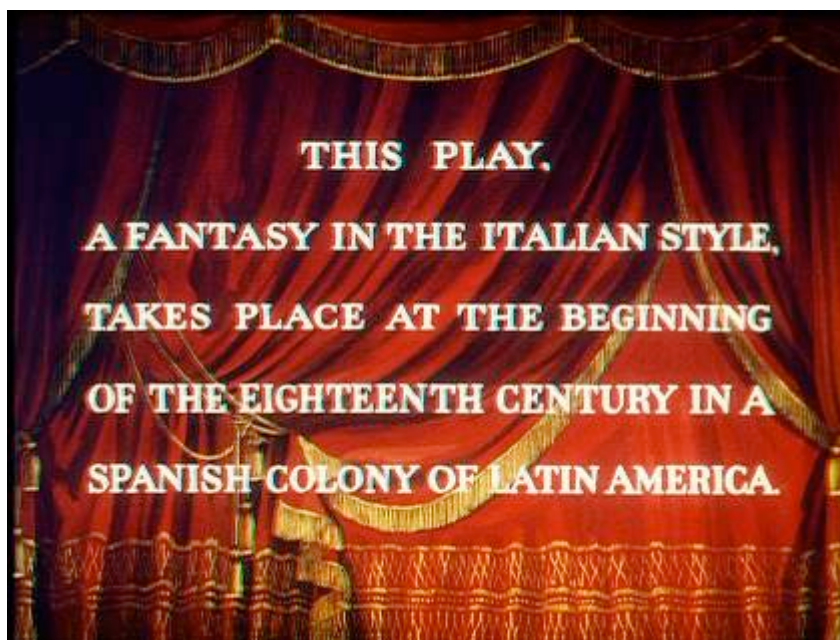 THIS PLAY,
A FANTASY IN THE ITALIAN STYLE,
TAKES PLACE AT THE BEGINNING
OF THE EIGHTEENTH CENTURY IN A
SPANISH COLONY OF LATIN AMERICA.